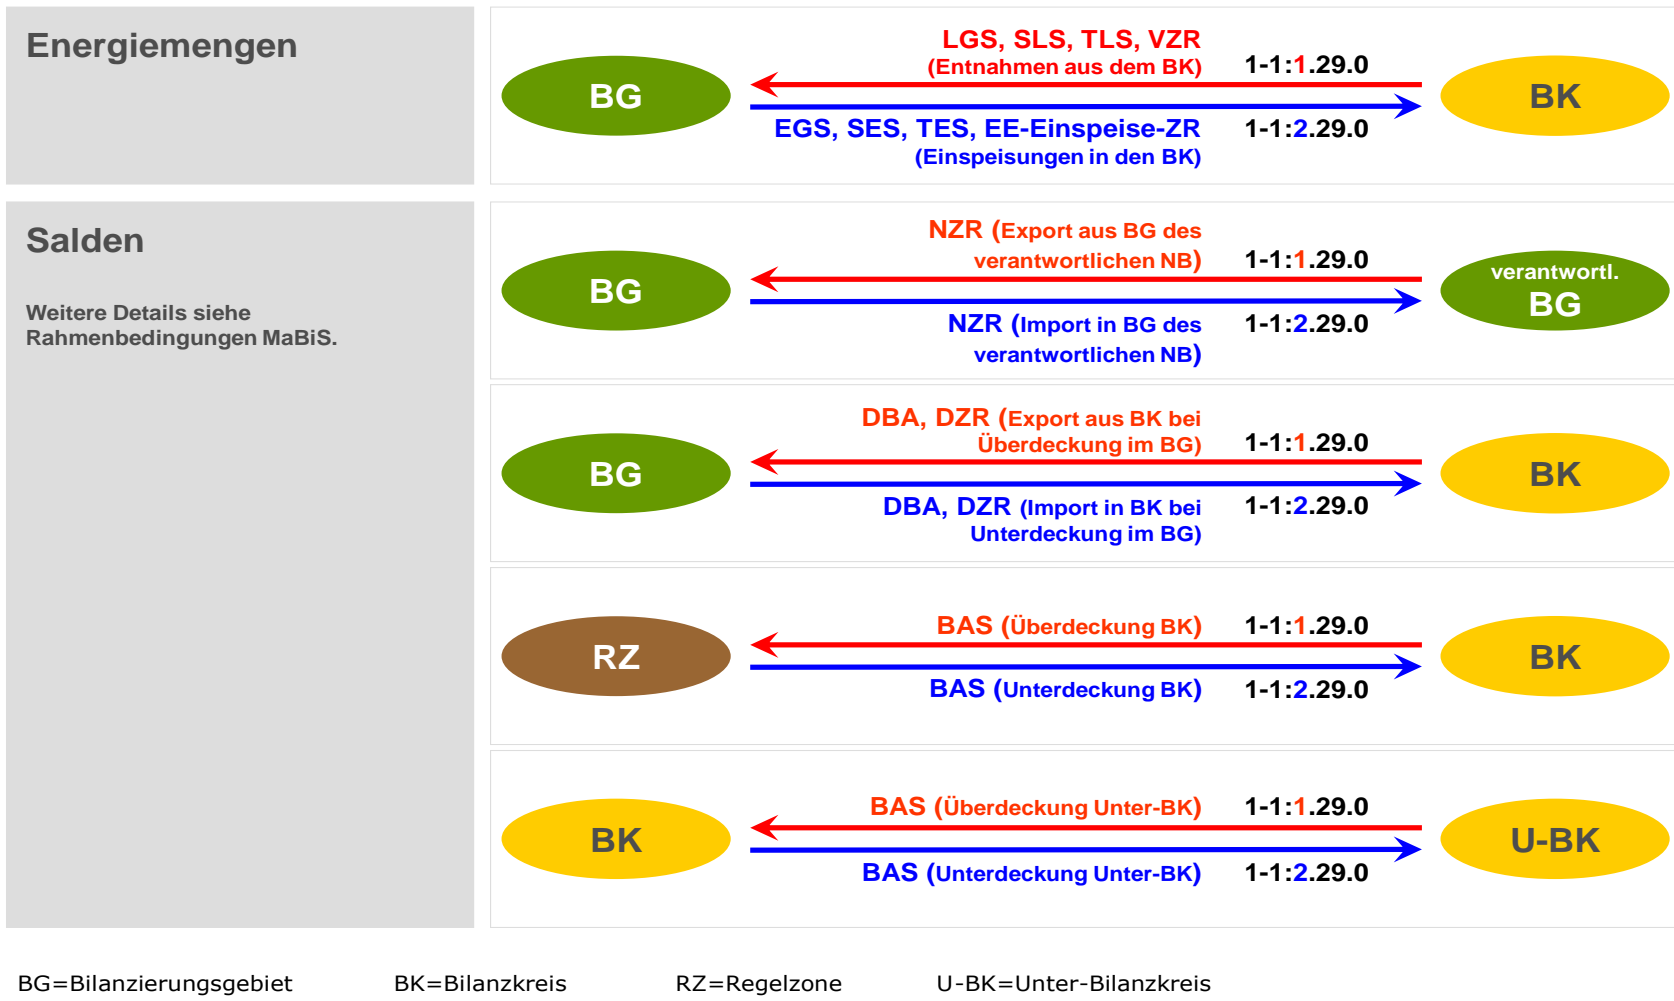 Energiemengen
LGS, SLS, TLS, VZR
(Entnahmen aus dem BK)
1-1:1.29.0
BG
BK
EGS, SES, TES, EE-Einspeise-ZR
1-1:2.29.0
(Einspeisungen in den BK)
Salden
Weitere Details siehe
Rahmenbedingungen MaBiS.
NZR (Export aus BG des
verantwortlichen NB)
1-1:1.29.0
BG
verantwortl.
BG
NZR (Import in BG des
1-1:2.29.0
verantwortlichen NB)
DBA, DZR (Export aus BK bei
Überdeckung im BG)
1-1:1.29.0
BG
BK
DBA, DZR (Import in BK bei
1-1:2.29.0
Unterdeckung im BG)
BAS (Überdeckung BK)
1-1:1.29.0
RZ
BK
BAS (Unterdeckung BK)
1-1:2.29.0
BAS (Überdeckung Unter-BK)
1-1:1.29.0
BK
U-BK
BAS (Unterdeckung Unter-BK)
1-1:2.29.0
BG=Bilanzierungsgebiet BK=Bilanzkreis RZ=Regelzone U-BK=Unter-Bilanzkreis